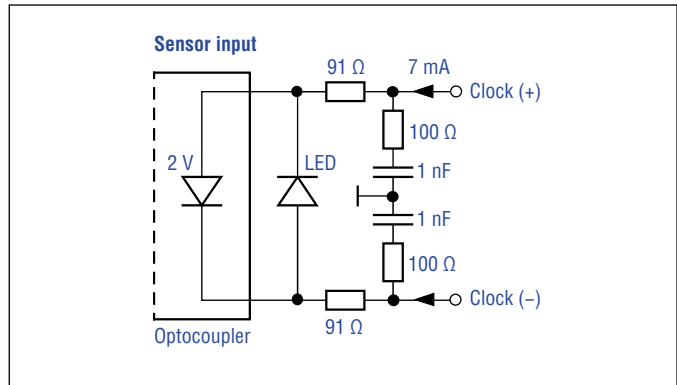 Sensor input
91 Ω
7 mA
Clock (+)
100 Ω
2 V
LED
1 nF
1 nF
100 Ω
Clock (−)
91 Ω
Optocoupler